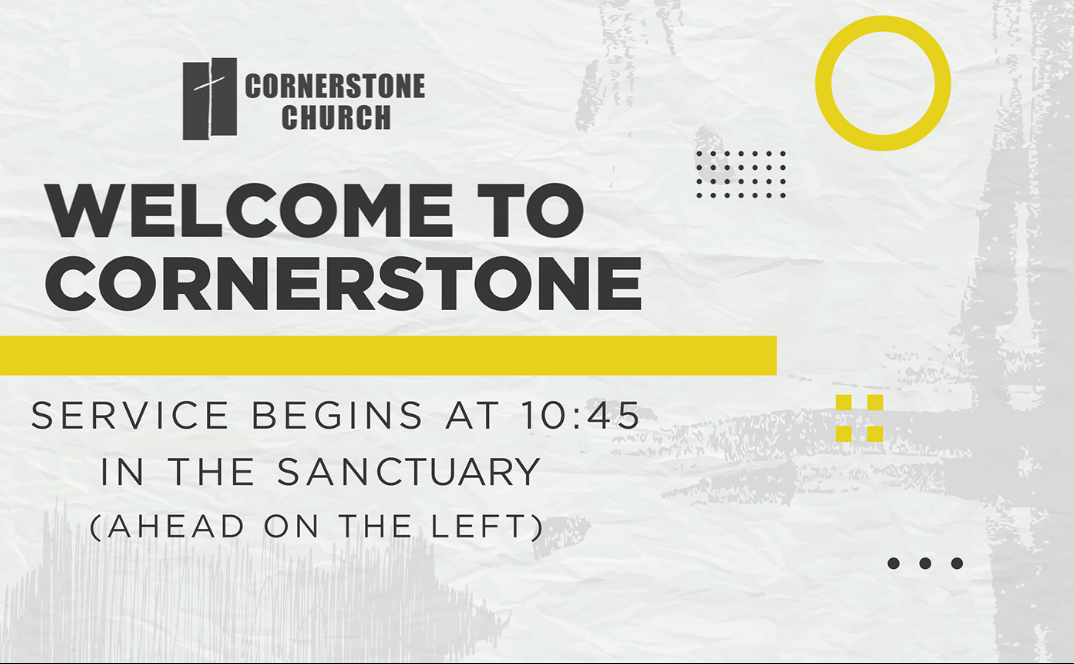 CORNERSTONE
CHURCH
WELCOME TO
CORNERSTONE
SERVICE BEGINS AT 10:45
IN THE SANCTUARY
(AHEAD ON THE LEFT)